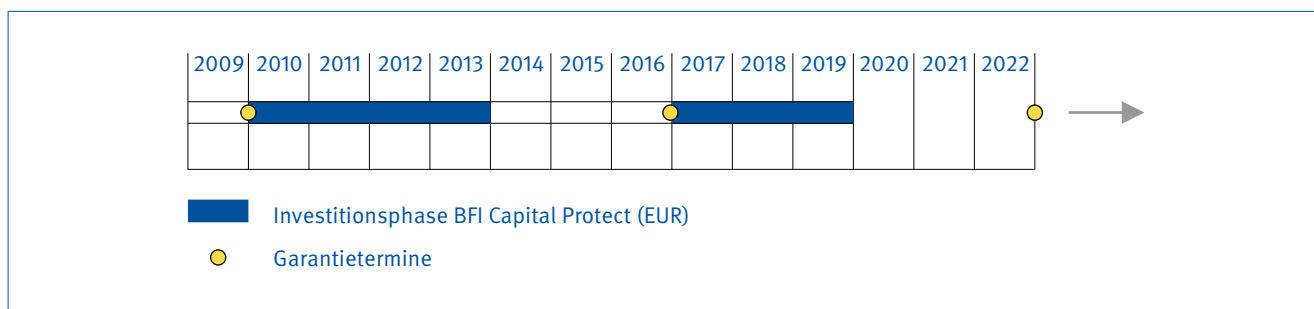 2009 2010 2011 2012 2013 2014 2015 2016 2017 2018 2019 2020 2021 2022
Investitionsphase BFI Capital Protect (EUR)
Garantietermine